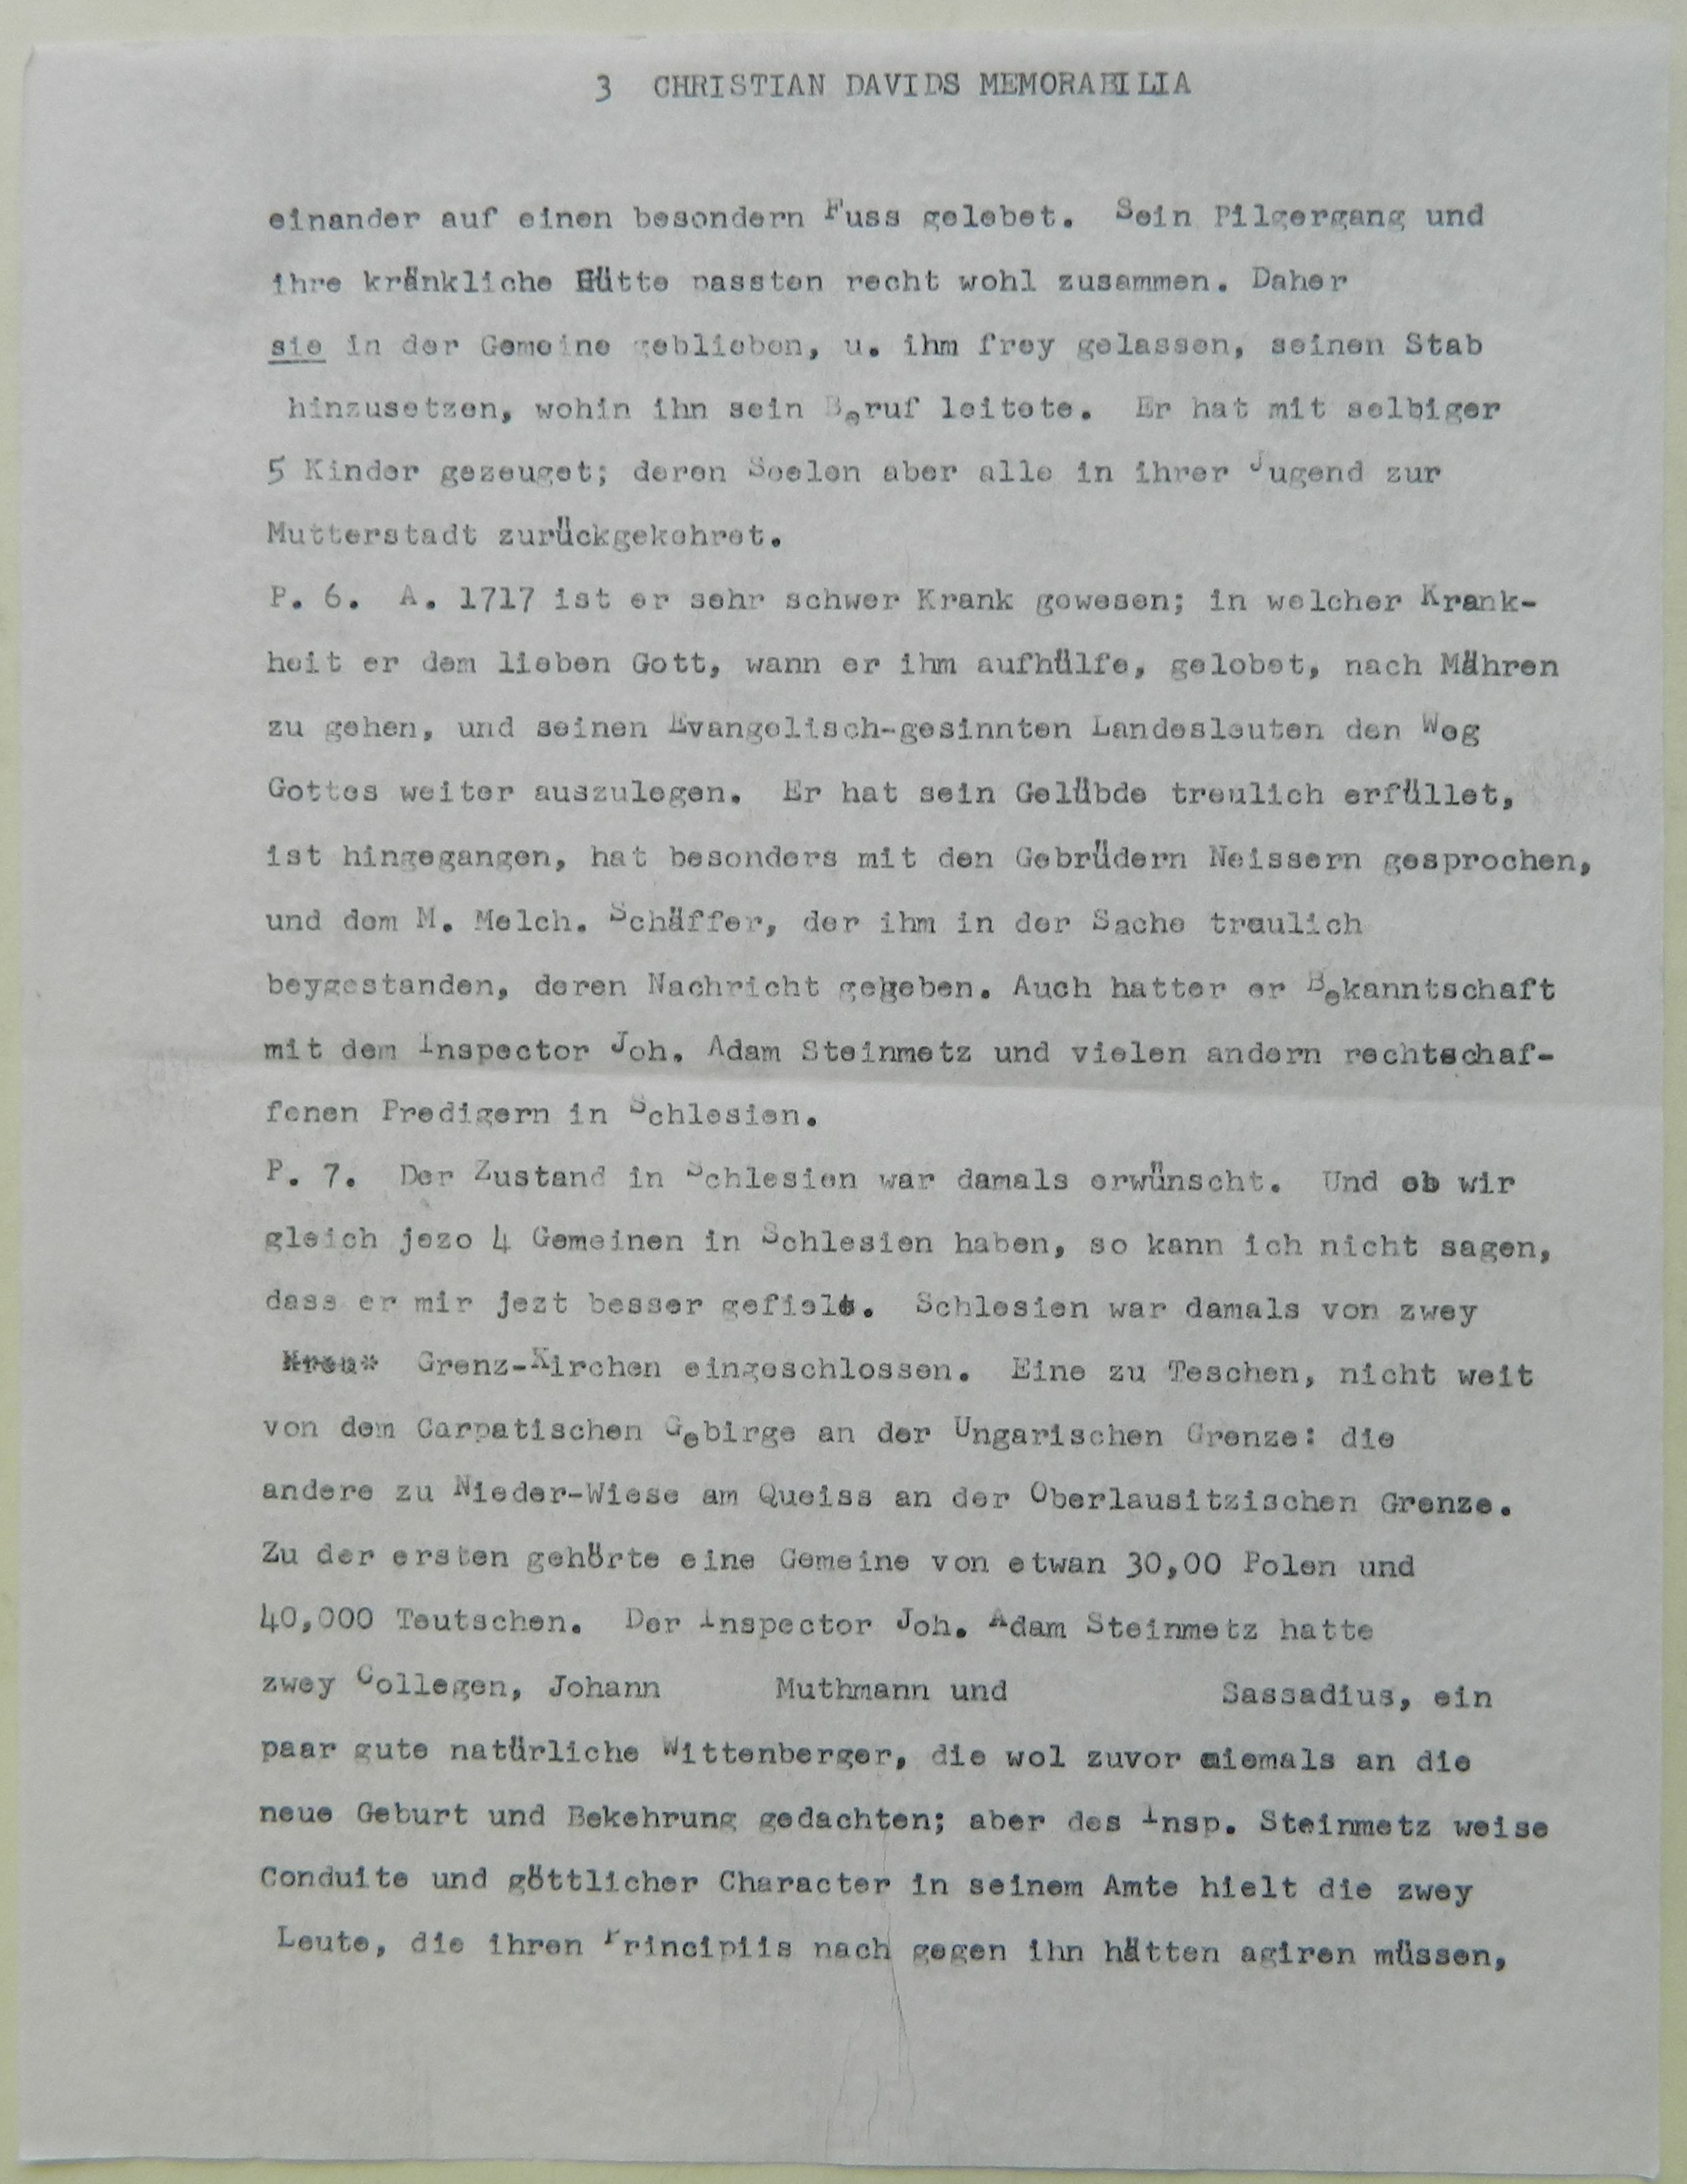 3 CHRISTIAN DAVIDS MEMORABILIA
einander auf einen besondern Fuss gelebet. Sein Pilgergang und
ihre kränkliche Hütte passten recht wohl zusammen. Daher
sie in der Gemeine geblieben, u. ihm frey gelassen, seinen Stab
hinzusetzen, wohin ihn sein Beruf leitete. Er hat mit selbiger
5 Kinder gezeuget; deren Seelen aber alle in ihrer Jugend zur
Mutterstadt zurückgekehret.
P. 6. A. 1717 ist er sehr schwer Krank gewesen; in welcher Krank-
heit er dem lieben Gott, wann er ihm aufhülfe, gelobet, nach Mähren
zu gehen, und seinen Evangelisch-gesinnten Landesleuten den Weg
Gottes weiter auszulegen. Er hat sein Gelübde treulich erfüllet,
ist hingegangen, hat besonders mit den Gebrüdern Neissern gesprochen,
und dem M. Melch. Schäffer, der ihm in der Sache traulich
beygestanden, deren Nachricht gegeben. Auch hatter er Bekanntschaft
mit dem Inspector Joh. Adam Steinmetz und vielen andern rechtschaf-
fenen Predigern in Schlesien.
P. 7. Der Zustand in Schlesien war damals erwünscht. Und ob wir
gleich jezo 4 Gemeinen in Schlesien haben, so kann ich nicht sagen,
dass er mir jezt besser gefiele. Schlesien war damals von zwey
Kreu* Grenz-Kirchen eingeschlossen. Eine zu Teschen, nicht weit
von dem Carpatischen Gebirge an der Ungarischen Grenze: die
andere zu Nieder-Wiese am Queiss an der Oberlausitzischen Grenze.
Zu der ersten gehörte eine Gemeine von etwan 30,00 Polen und
40,000 Teutschen. Der Inspector Joh. Adam Steinmetz hatte
zwey Collegen, Johann Muthmann und Sassadius, ein
paar gute natürliche Wittenberger, die wol zuvor niemals an die
neue Geburt und Bekehrung gedachten; aber des Insp. Steinmetz weise
Conduite und göttlicher Character in seinem Amte hielt die zwey
Leute, die ihren Principiis nach gegen ihn hätten agiren müssen,